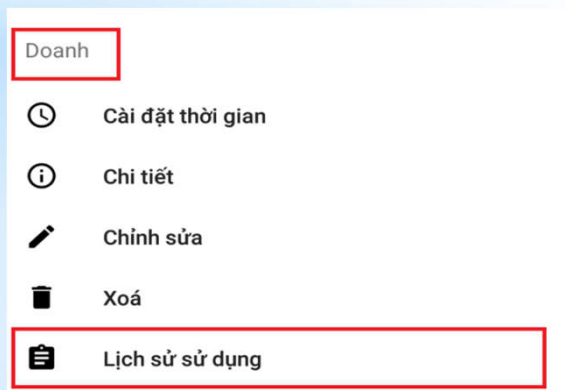 Doanh
Cài đặt thời gian
Chi tiết
Chỉnh sửa
Xoá
Lịch sử sử dụng